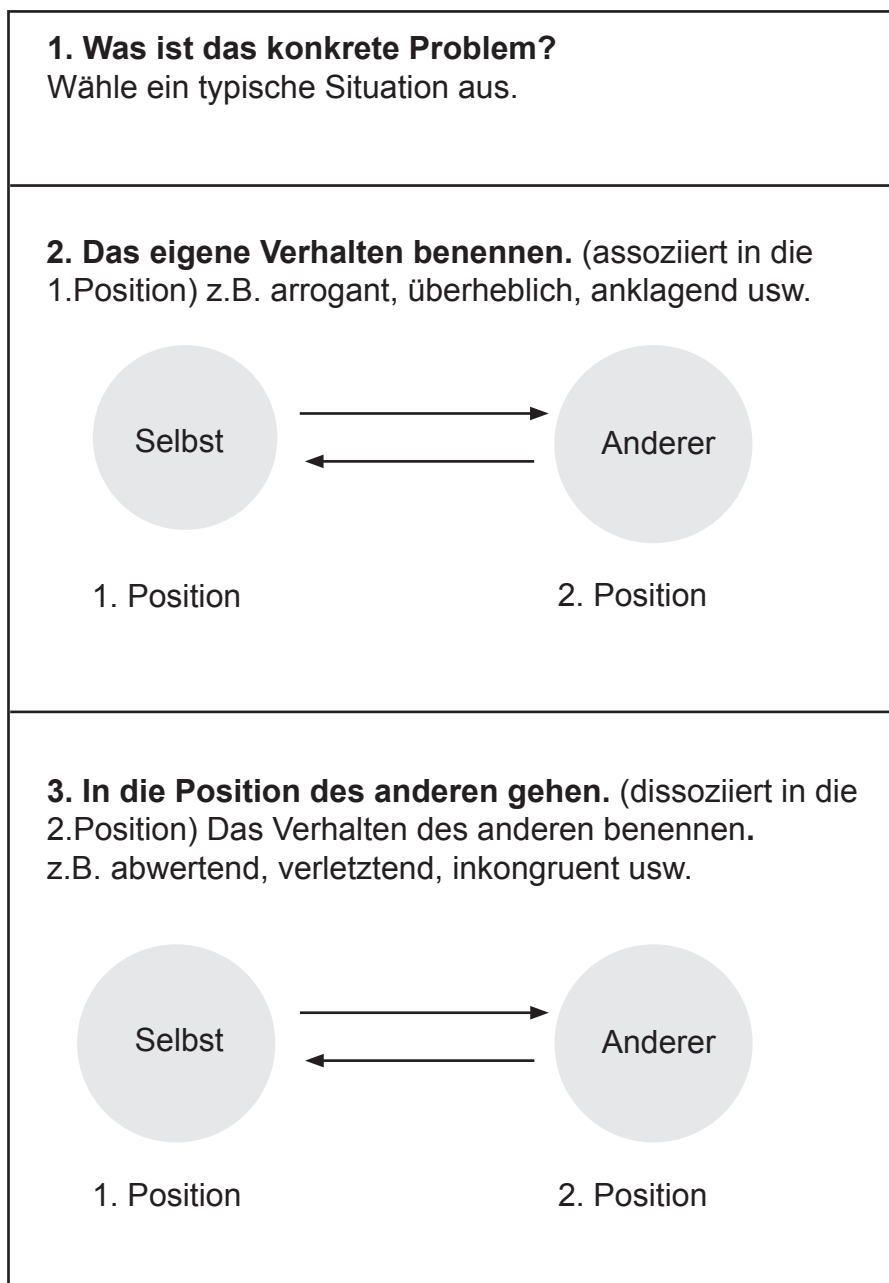 1. Was ist das konkrete Problem?
Wähle ein typische Situation aus.
2. Das eigene Verhalten benennen. (assoziiert in die
1.Position) z.B. arrogant, überheblich, anklagend usw.
Selbst
Anderer
1. Position
2. Position
3. In die Position des anderen gehen. (dissoziiert in die
2.Position) Das Verhalten des anderen benennen.
z.B. abwertend, verletztend, inkongruent usw.
Selbst
Anderer
1. Position
2. Position